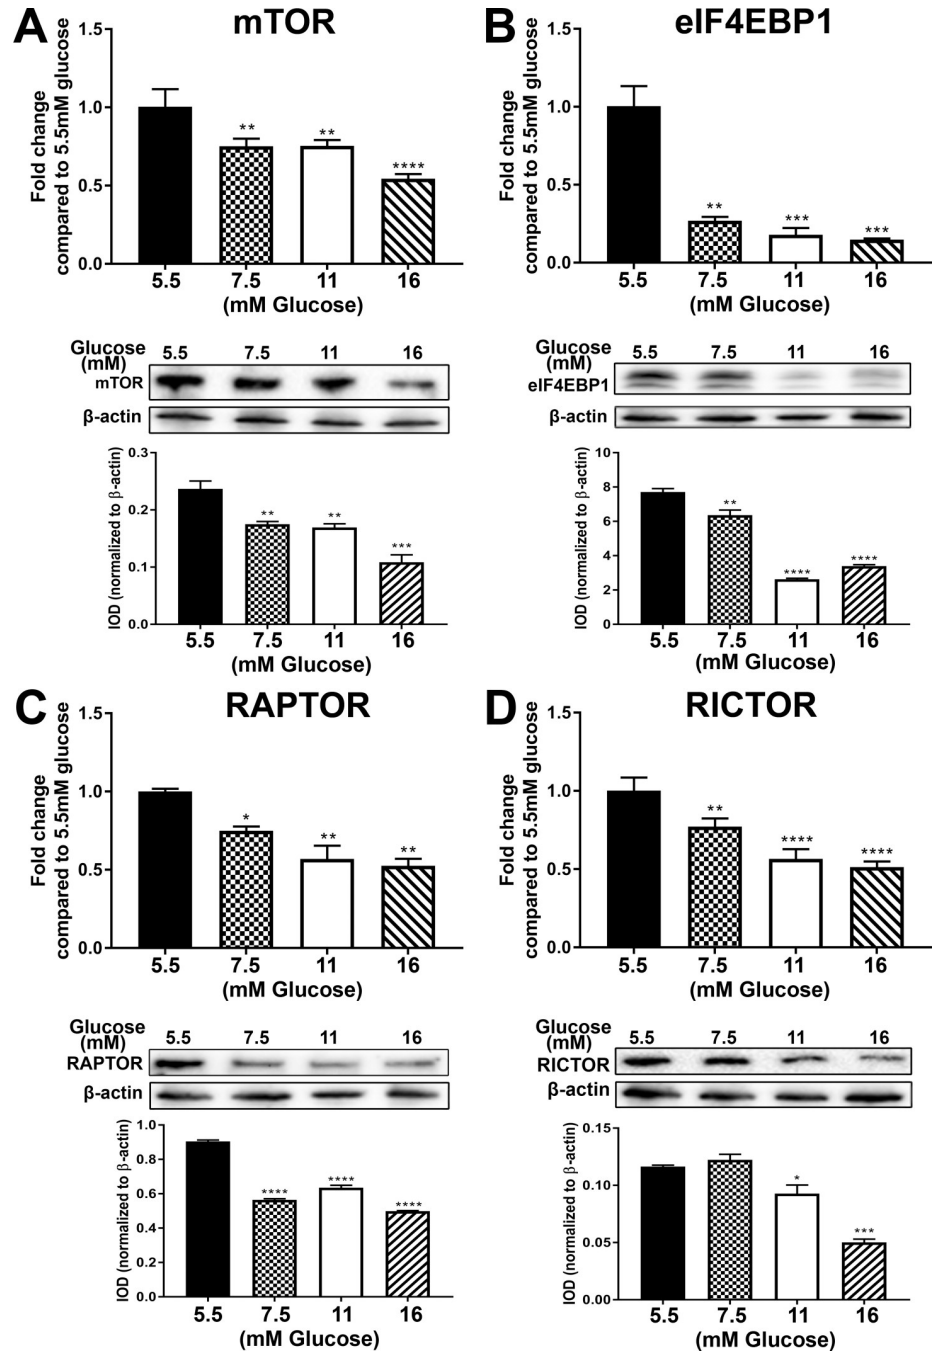 A
mTOR
Fold change
compared to 5.5mM glucose
1.5
1.0
0.5
0.0
**
**
****
5.5 7.5 11 16
(mM Glucose)
Glucose
(mM)
5.5 7.5 11 16
mTOR
β-actin
IOD (normalized to β-actin)
0.3
0.2
0.1
0.0
**
**
***
5.5 7.5 11 16
(mM Glucose)
B
eIF4EBP1
Fold change
compared to 5.5mM glucose
1.5
1.0
0.5
0.0
**
***
***
5.5 7.5 11 16
(mM Glucose)
Glucose
(mM)
5.5 7.5 11 16
eIF4EBP1
β-actin
IOD (normalized to β-actin)
10
8
6
4
2
0
**
****
****
5.5 7.5 11 16
(mM Glucose)
C
RAPTOR
Fold change
compared to 5.5mM glucose
1.5
1.0
0.5
0.0
*
**
**
5.5 7.5 11 16
(mM Glucose)
Glucose
(mM)
5.5 7.5 11 16
RAPTOR
β-actin
IOD (normalized to β-actin)
1.0
0.8
0.6
0.4
0.2
0.0
****
****
****
5.5 7.5 11 16
(mM Glucose)
D
RICTOR
Fold change
compared to 5.5mM glucose
1.5
1.0
0.5
0.0
**
****
****
5.5 7.5 11 16
(mM Glucose)
Glucose
(mM)
5.5 7.5 11 16
RICTOR
β-actin
IOD (normalized to β-actin)
0.15
0.10
0.05
0.00
*
***
5.5 7.5 11 16
(mM Glucose)